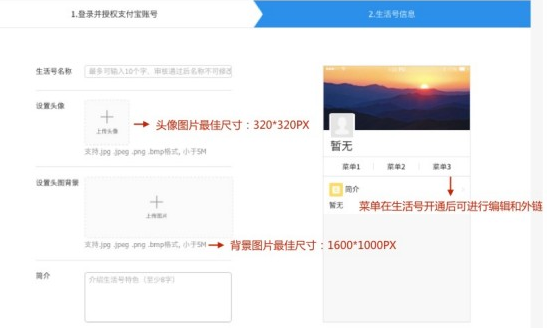 1.登录并授权支付宝账号
2.生活号信息
生活号名称
最多可输入10个字，审核通过后名称不可修改
设置头像
上传头像
头像图片最佳尺寸：320*320PX
支持.jpg .jpeg .png .bmp格式, 小于5M
暂无
菜单1 菜单2 菜单3
设置头图背景
简介
暂无
菜单在生活号开通后可进行编辑和外链
上传图片
支持.jpg .jpeg .png .bmp格式, 小于5M
背景图片最佳尺寸：1600*1000PX
简介
介绍生活号特色（至少8字）